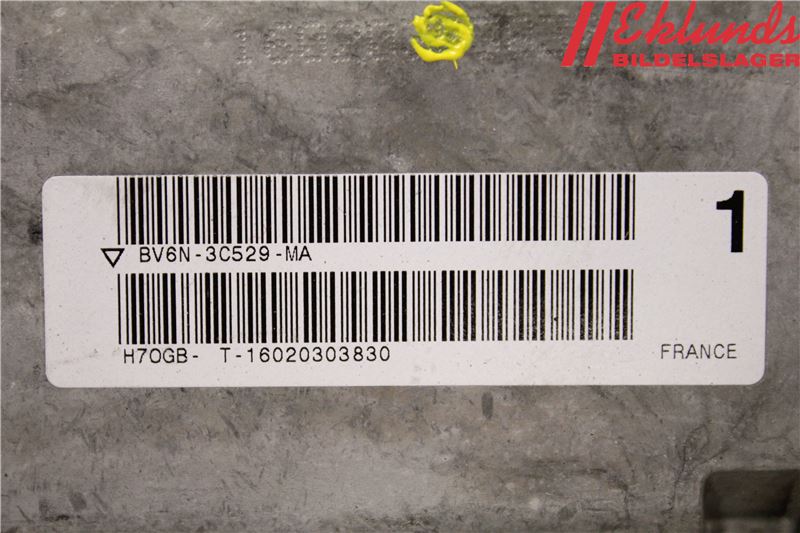 Eklunds
BILDELSLAGER
1
BV6N-3C529-MA
H7OGB- T-16020303830
FRANCE